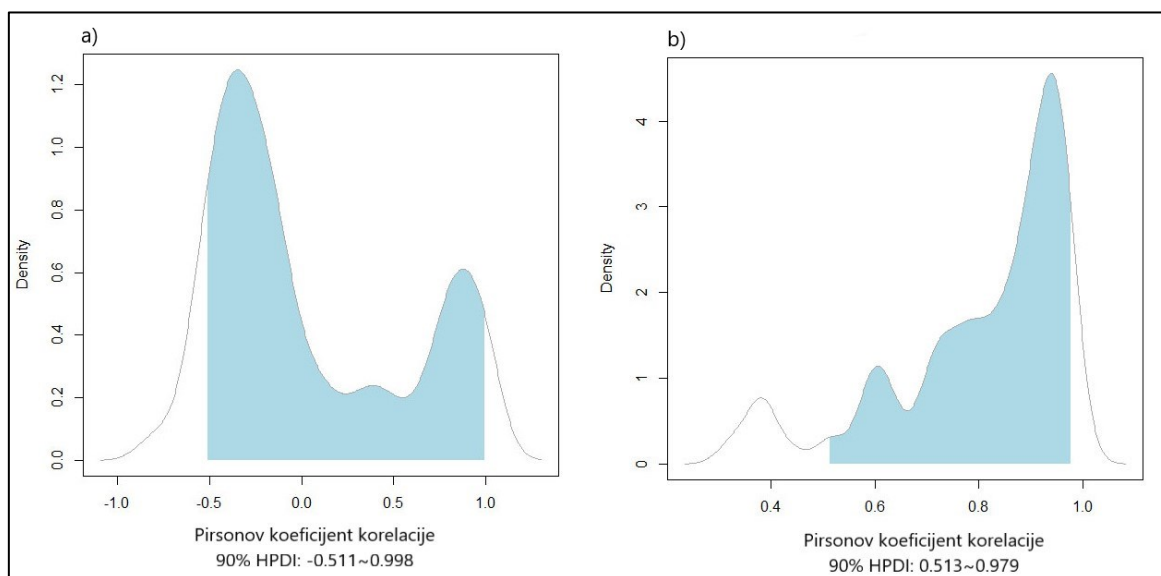 a)
Density
0.0 0.2 0.4 0.6 0.8 1.0 1.2
-1.0 -0.5 0.0 0.5 1.0
Pirsonov koeficijent korelacije
90% HPDI: -0.511~0.998
b)
Density
0 1 2 3 4
0.4 0.6 0.8 1.0
Pirsonov koeficijent korelacije
90% HPDI: 0.513~0.979